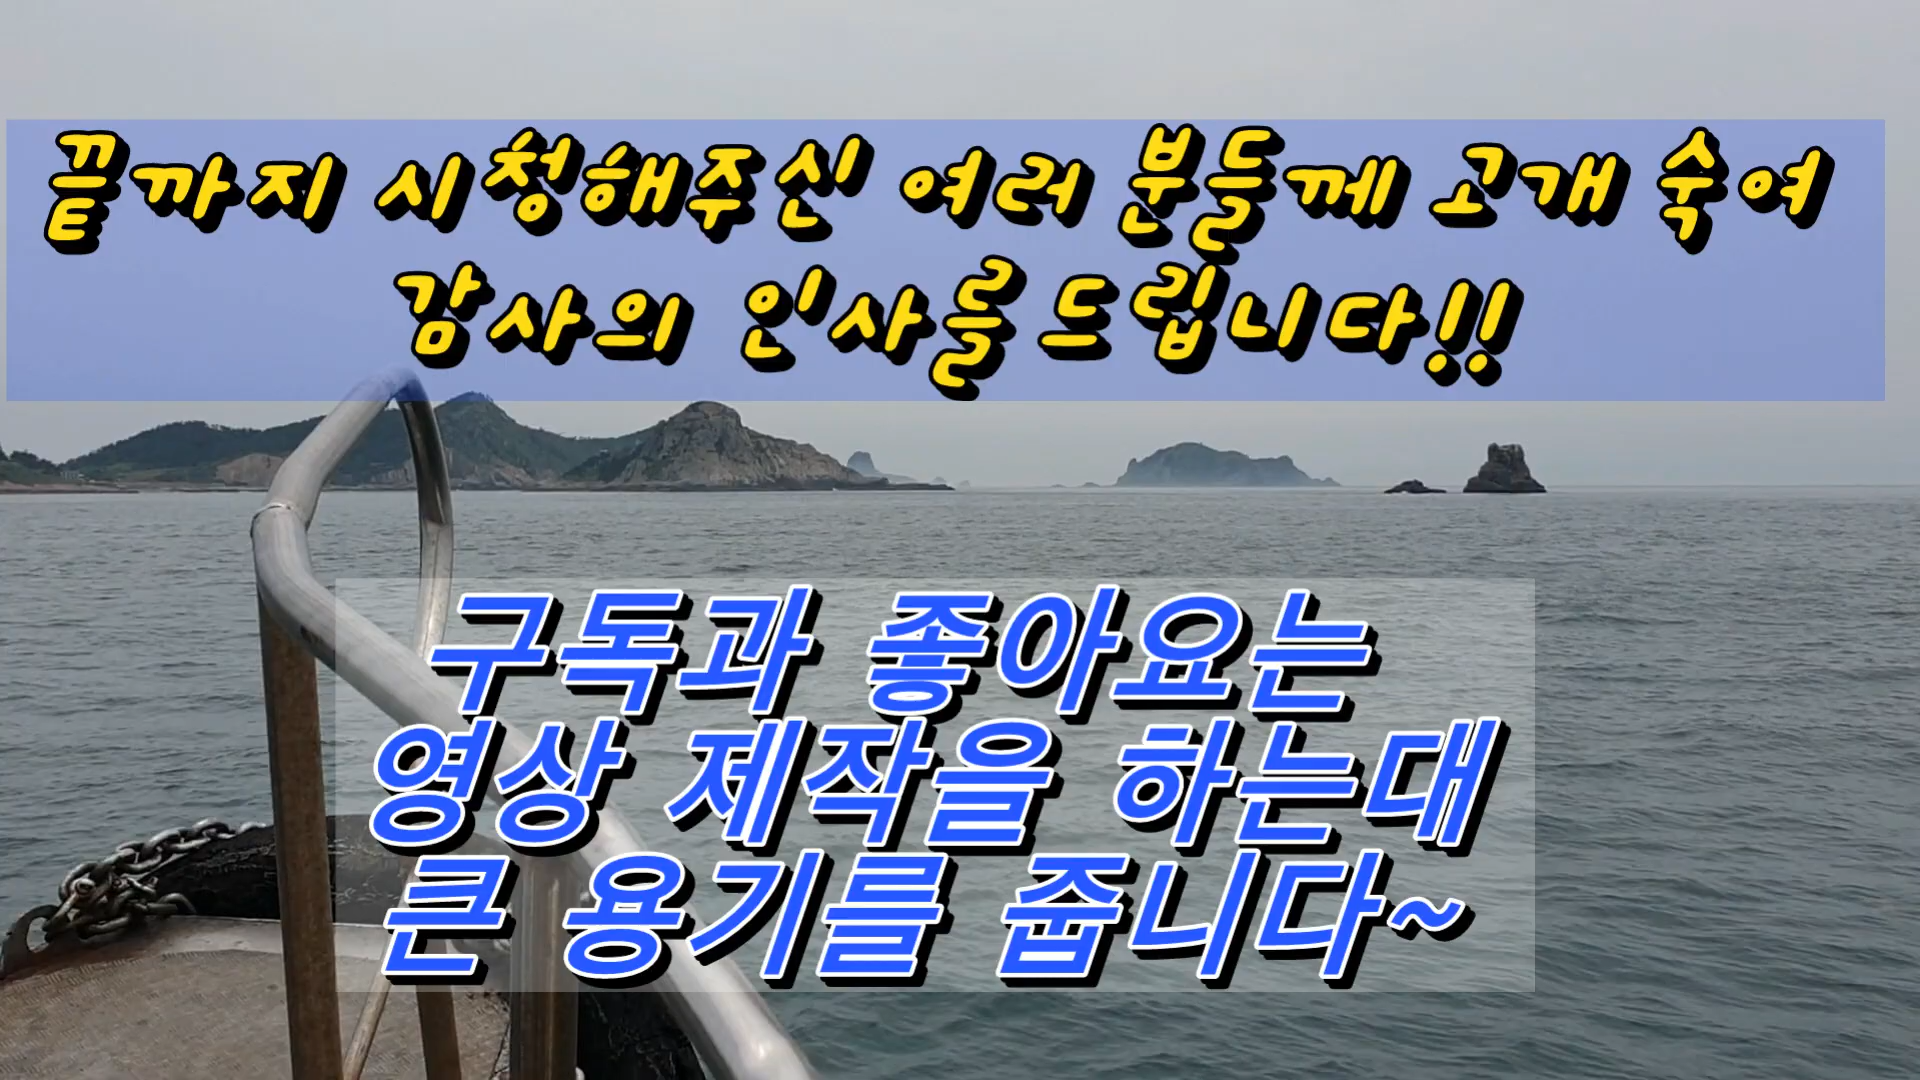 끝까지 시청해주신 여러 분들께 고개 숙여
감사의 인사를 드립니다!!
구독과 좋아요는
영상 제작을 하는대
큰 용기를 줍니다~